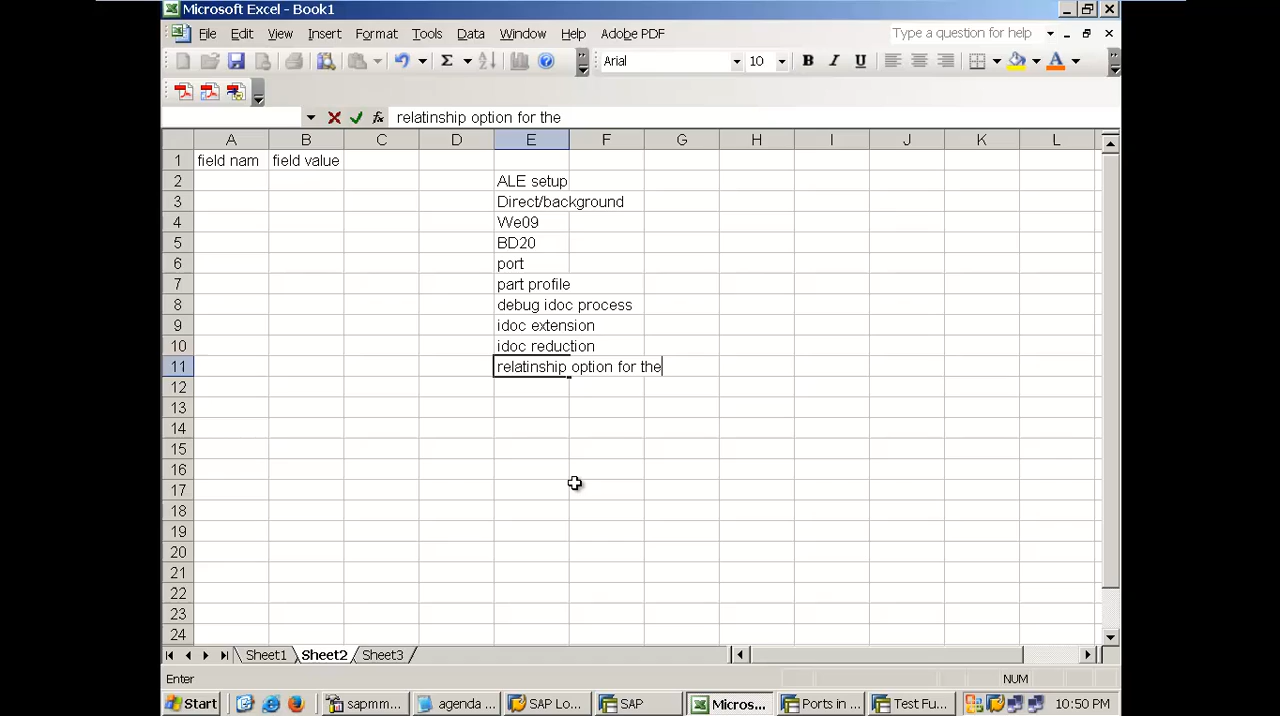 Microsoft Excel - Book1
File Edit View Insert Format Tools Data Window Help Adobe PDF Type a question for help
Arial 10 B I U A
relatinship option for the
A B C D E F G H I J K L
1 field nam field value
2 ALE setup
3 Direct/background
4 We09
5 BD20
6 port
7 part profile
8 debug idoc process
9 idoc extension
10 idoc reduction
11 relatinship option for the
12
13
14
15
16
17
18
19
20
21
22
23
24
Sheet1 Sheet2 Sheet3
Enter NUM
Start sapmm... agenda ... SAP Lo... SAP Micros... Ports in ... Test Fu... 10:50 PM